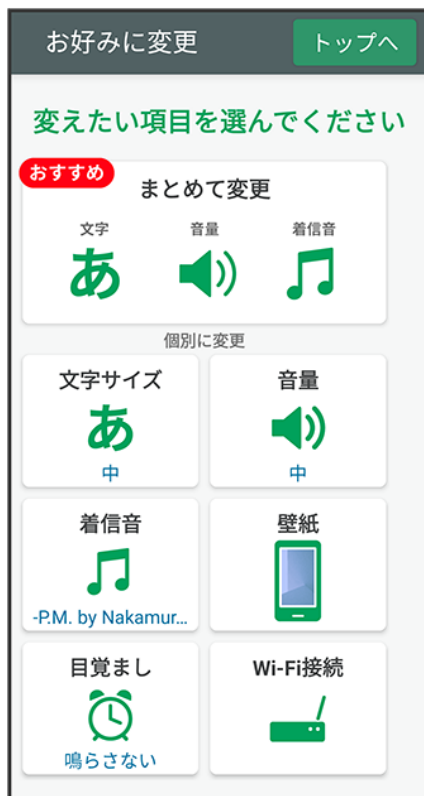 お好みに変更
トップへ
変えたい項目を選んでください
おすすめ
まとめて変更
文字
音量
着信音
あ
個別に変更
文字サイズ
音量
あ
中
中
着信音
壁紙
-P.M. by Nakamur...
目覚まし
Wi-Fi接続
鳴らさない